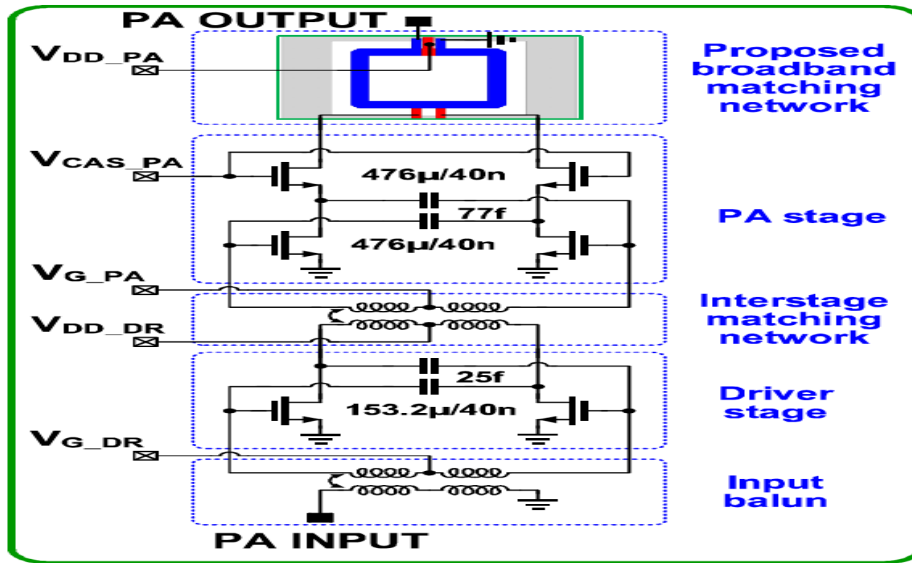 PA OUTPUT
VDD_PA
Proposed
broadband
matching
network
VCAS_PA
476µ/40n
77f
476µ/40n
PA stage
VG_PA
VDD_DR
Interstage
matching
network
25f
153.2µ/40n
Driver
stage
VG_DR
Input
balun
PA INPUT